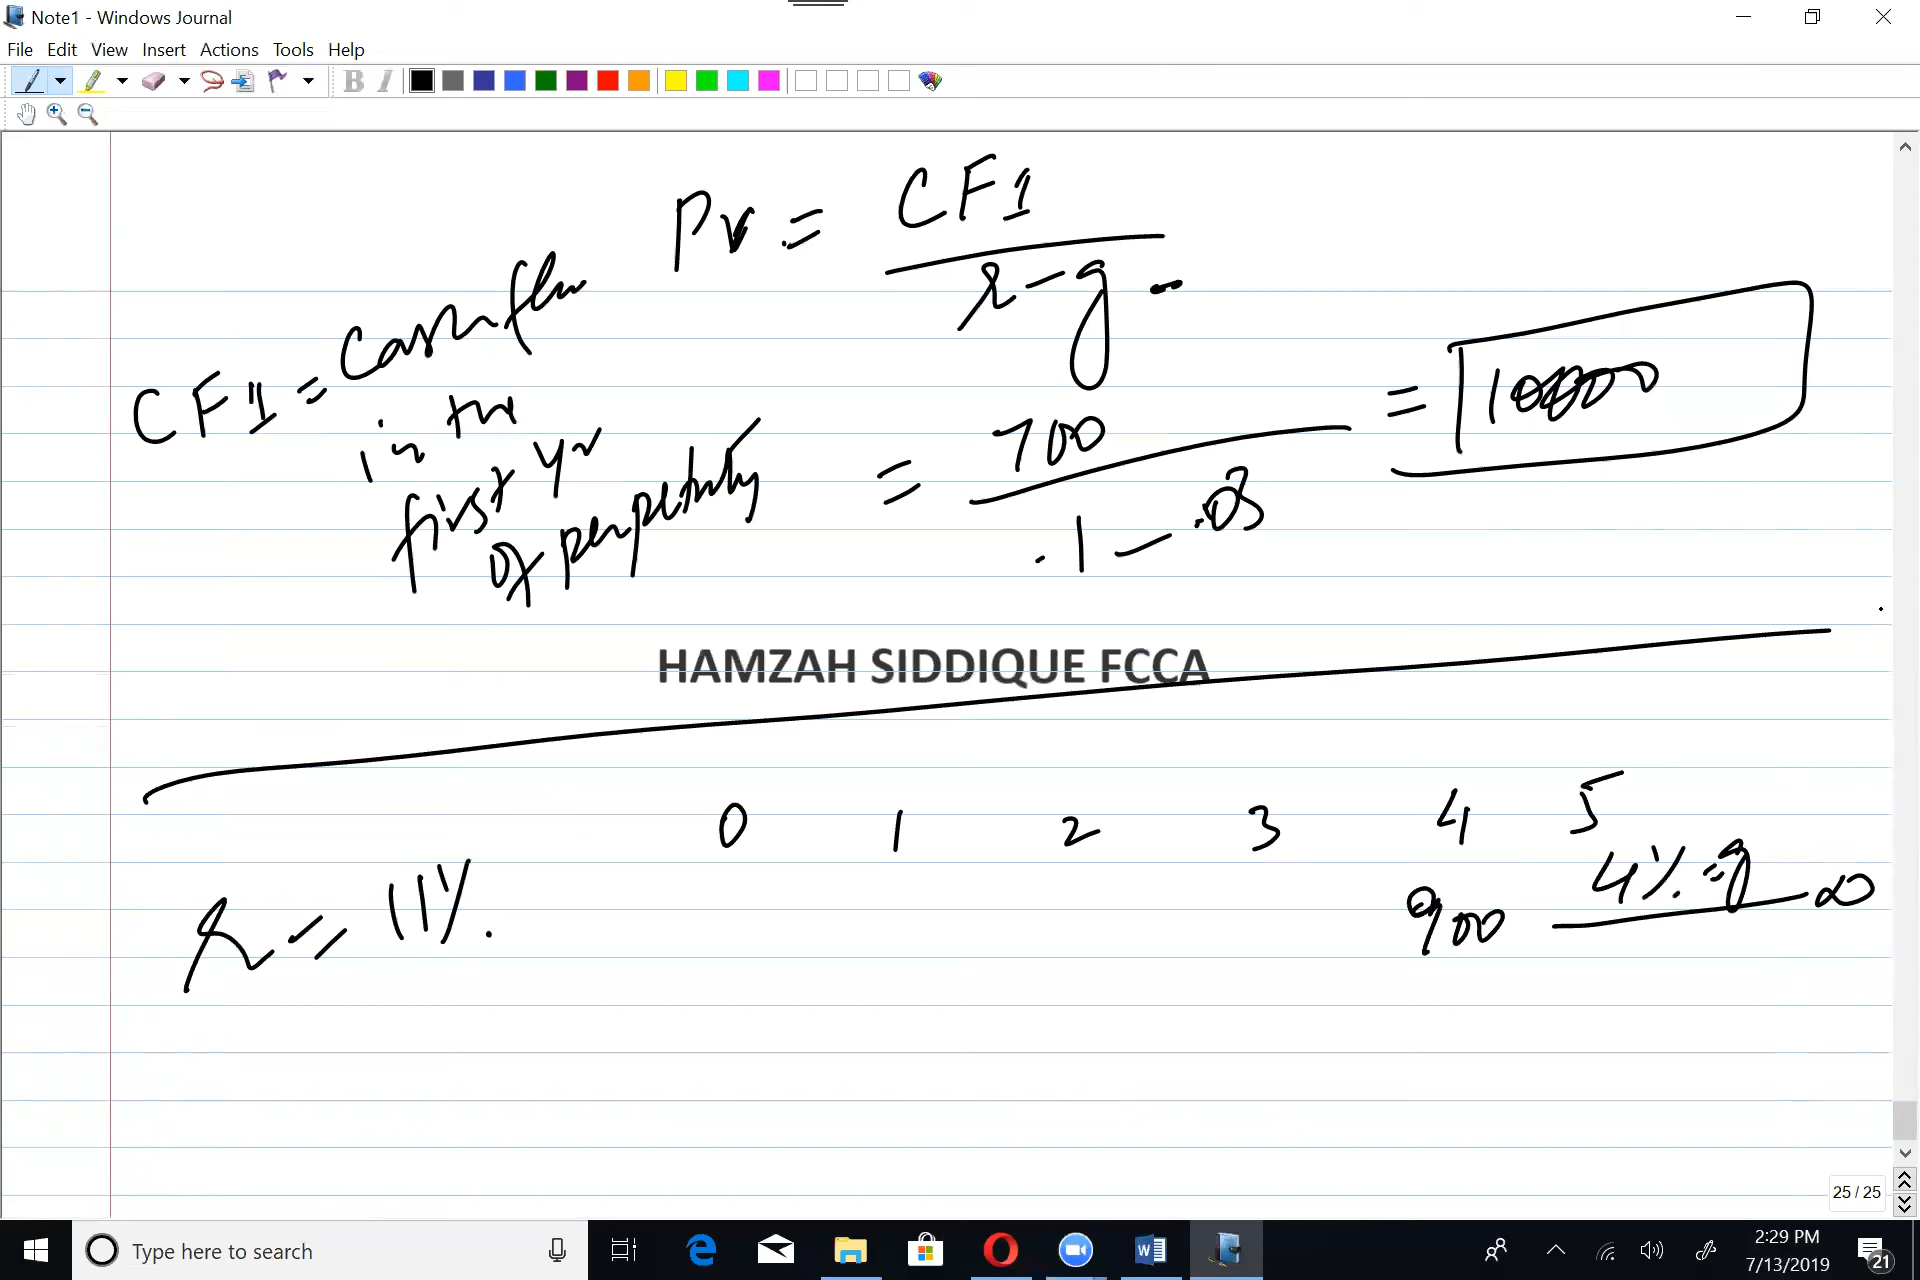 Note1 - Windows Journal
File Edit View Insert Actions Tools Help
B I
PV = CF1
r - g
CF1 = Cash flow
in the
first yr
of perpetuity
= 700
.1 - .03
= 10000
HAMZAH SIDDIQUE FCCA
0 1 2 3 4 5
r = 11%.
900 4% = g ∞
25 / 25
Type here to search
2:29 PM
7/13/2019
21